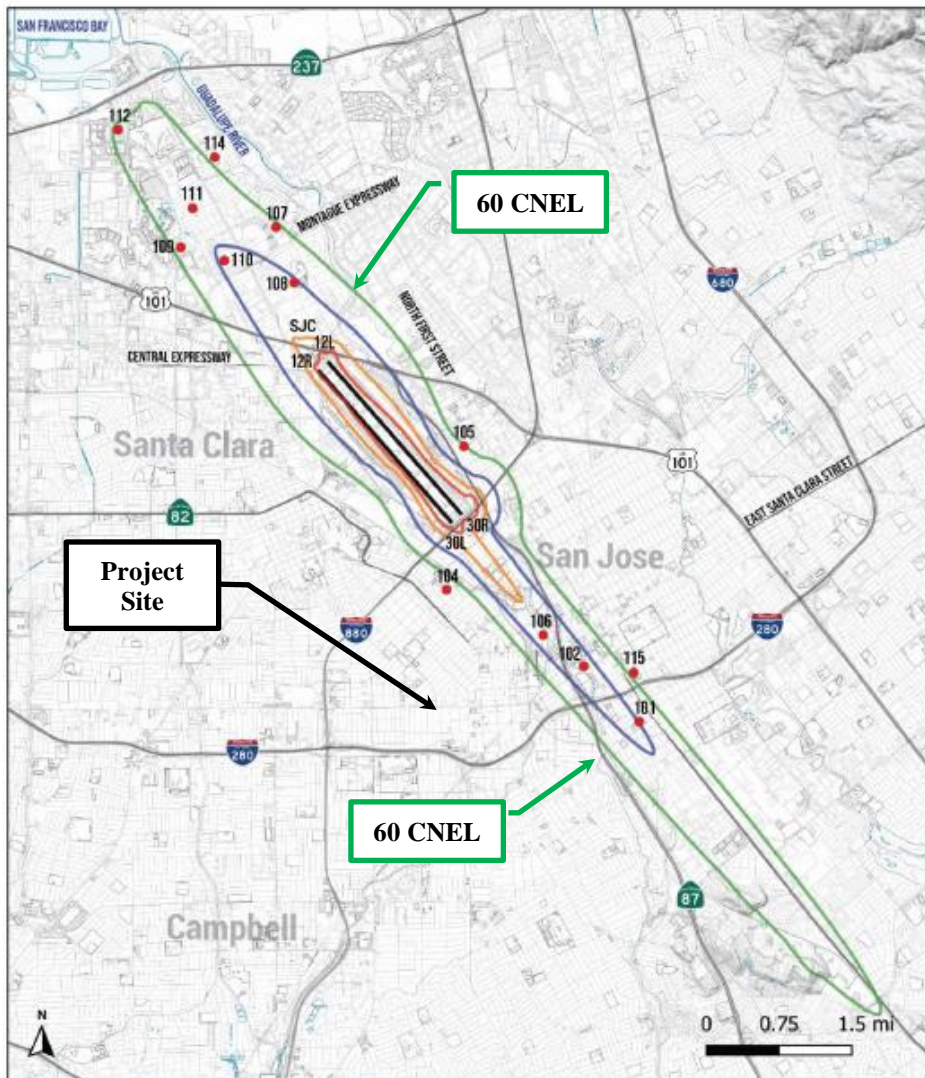 SAN FRANCISCO BAY
237
GUADALUPE RIVER
112
114
111
107
MONTAGUE EXPRESSWAY
60 CNEL
109
110
108
680
101
SJC
12L
12R
NORTH FIRST STREET
CENTRAL EXPRESSWAY
Santa Clara
105
101
EAST SANTA CLARA STREET
82
30R
30L
San Jose
Project
Site
104
880
106
280
102
115
101
280
60 CNEL
87
Campbell
N
0 0.75 1.5 mi